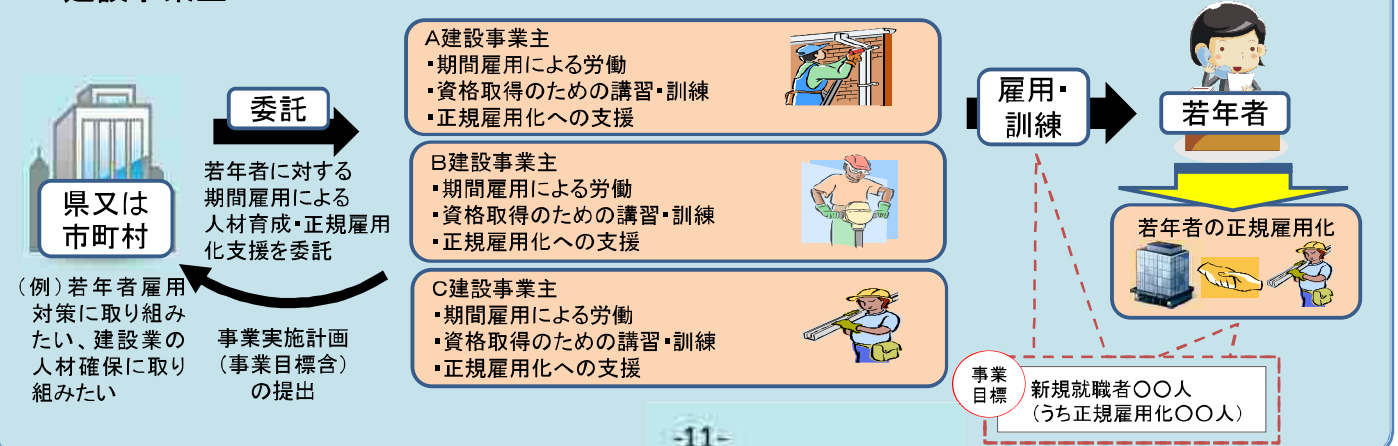 県又は
市町村
(例)若年者雇用
対策に取り組み
たい、建設業の
人材確保に取り
組みたい
委託
若年者に対する
期間雇用による
人材育成・正規雇用
化支援を委託
事業実施計画
(事業目標含)
の提出
A建設事業主
・期間雇用による労働
・資格取得のための講習・訓練
・正規雇用化への支援
B建設事業主
・期間雇用による労働
・資格取得のための講習・訓練
・正規雇用化への支援
C建設事業主
・期間雇用による労働
・資格取得のための講習・訓練
・正規雇用化への支援
雇用・
訓練
若年者
若年者の正規雇用化
事業
目標
新規就職者〇〇人
(うち正規雇用化〇〇人)
-11-